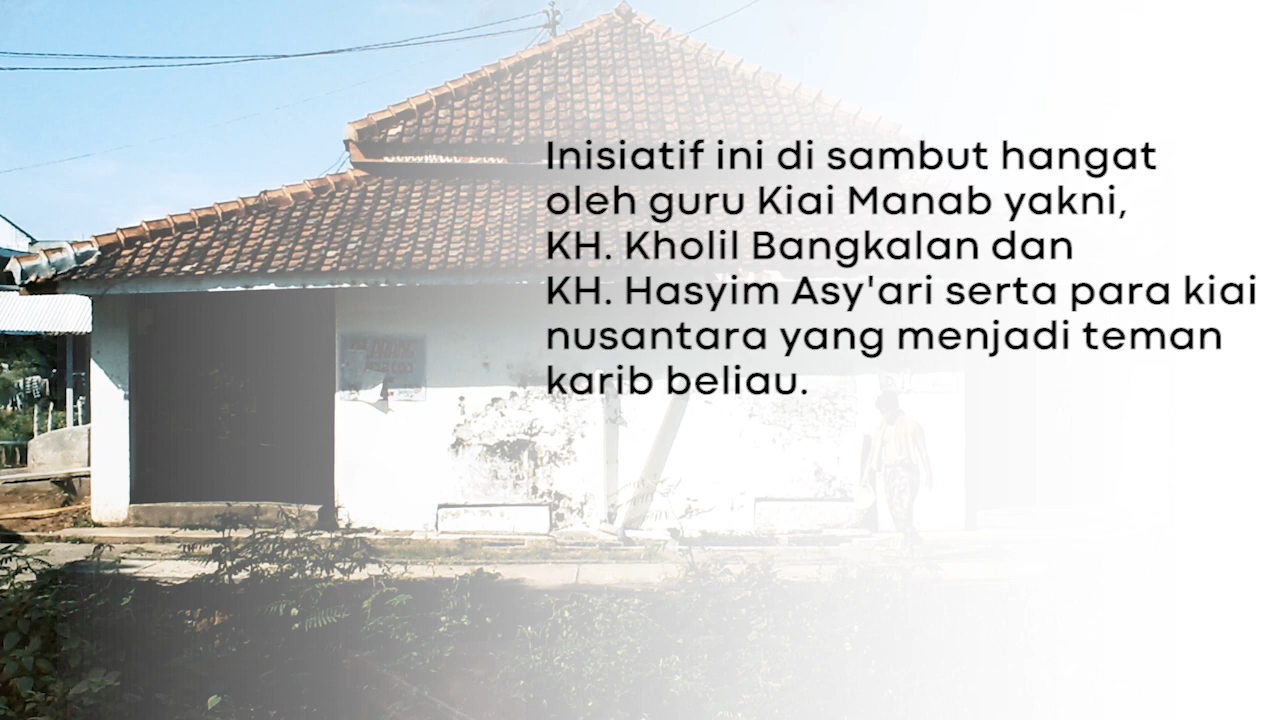 Inisiatif ini di sambut hangat
oleh guru Kiai Manab yakni,
KH. Kholil Bangkalan dan
KH. Hasyim Asy'ari serta para kiai
nusantara yang menjadi teman
karib beliau.